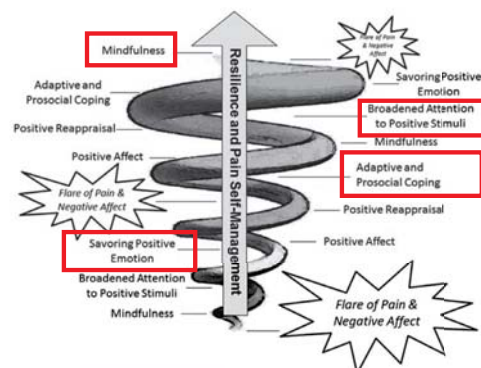 Mindfulness
Flare of Pain &
Negative
Affect
Adaptive and
Prosocial Coping
Savoring Positive
Emotion
Broadened Attention
to Positive Stimuli
Positive Reappraisal
Mindfulness
Positive Affect
Adaptive and
Prosocial Coping
Flare of Pain &
Negative Affect
Positive Reappraisal
Resilience and Pain Self-Management
Savoring Positive
Emotion
Positive Affect
Broadened Attention
to Positive Stimuli
Flare of Pain &
Negative Affect
Mindfulness